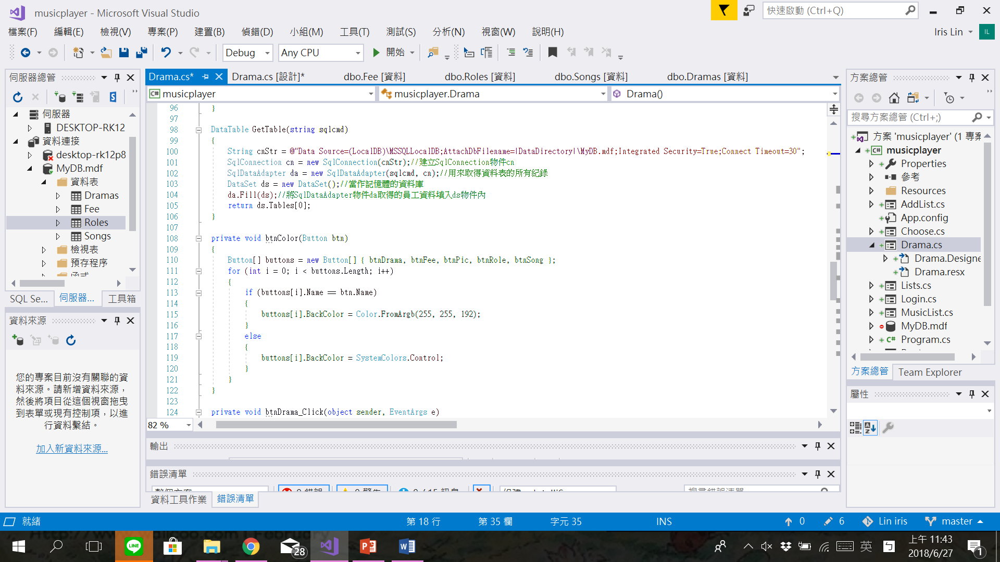 musicplayer - Microsoft Visual Studio
快速啟動 (Ctrl+Q)
檔案(F) 編輯(E) 檢視(V) 專案(P) 建置(B) 偵錯(D) 小組(M) 工具(T) 測試(S) 分析(N) 視窗(W) 說明(H)
Iris Lin
IL
Debug
Any CPU
開始
伺服器總管
伺服器
DESKTOP-RK12
資料連接
desktop-rk12p8
MyDB.mdf
資料表
Dramas
Fee
Roles
Songs
檢視表
預存程序
SQL Se... 伺服器... 工具箱
資料來源
您的專案目前沒有關聯的資
料來源。請新增資料來源，
然後將項目從這個視窗拖曳
到表單或現有控制項，以進
行資料繫結。
加入新資料來源...
Drama.cs* Drama.cs [設計]* dbo.Fee [資料] dbo.Roles [資料] dbo.Songs [資料] dbo.Dramas [資料]
C# musicplayer musicplayer.Drama Drama()
96 }
97
98 DataTable GetTable(string sqlcmd)
99 {
100 String cnStr = @"Data Source=(LocalDB)\MSSQLLocalDB;AttachDbFilename=|DataDirectory|\MyDB.mdf;Integrated Security=True;Connect Timeout=30";
101 SqlConnection cn = new SqlConnection(cnStr);//建立SqlConnection物件cn
102 SqlDataAdapter da = new SqlDataAdapter(sqlcmd, cn);//用來取得資料表的所有紀錄
103 DataSet ds = new DataSet();//當作記憶體的資料庫
104 da.Fill(ds);//將SqlDataAdapter物件da取得的員工資料填入ds物件內
105 return ds.Tables[0];
106 }
107
108 private void btnColor(Button btn)
109 {
110 Button[] buttons = new Button[] { btnDrama, btnFee, btnPic, btnRole, btnSong };
111 for (int i = 0; i < buttons.Length; i++)
112 {
113 if (buttons[i].Name == btn.Name)
114 {
115 buttons[i].BackColor = Color.FromArgb(255, 255, 192);
116 }
117 else
118 {
119 buttons[i].BackColor = SystemColors.Control;
120 }
121 }
122 }
123
124 private void btnDrama_Click(object sender, EventArgs e)
82 %
輸出
錯誤清單
資料工具作業 錯誤清單
方案總管
搜尋方案總管 (Ctrl+;)
方案 'musicplayer' (1 專案
C# musicplayer
Properties
參考
Resources
AddList.cs
App.config
Choose.cs
Drama.cs
Drama.Designe
Drama.resx
Lists.cs
Login.cs
MusicList.cs
MyDB.mdf
C# Program.cs
方案總管 Team Explorer
屬性
就緒 第 18 行 第 35 欄 字元 35 INS 0 6 Lin iris master
LINE
28
英
上午 11:43
2018/6/27
1